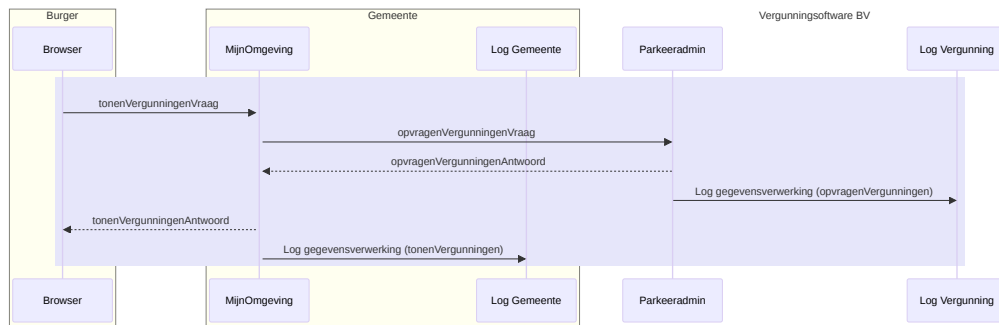 Burger
Gemeente
Vergunningsoftware BV
Browser
MijnOmgeving
Log Gemeente
Parkeeradmin
Log Vergunning
tonenVergunningenVraag
opvragenVergunningenVraag
opvragenVergunningenAntwoord
Log gegevensverwerking (opvragenVergunningen)
tonenVergunningenAntwoord
Log gegevensverwerking (tonenVergunningen)
Browser
MijnOmgeving
Log Gemeente
Parkeeradmin
Log Vergunning